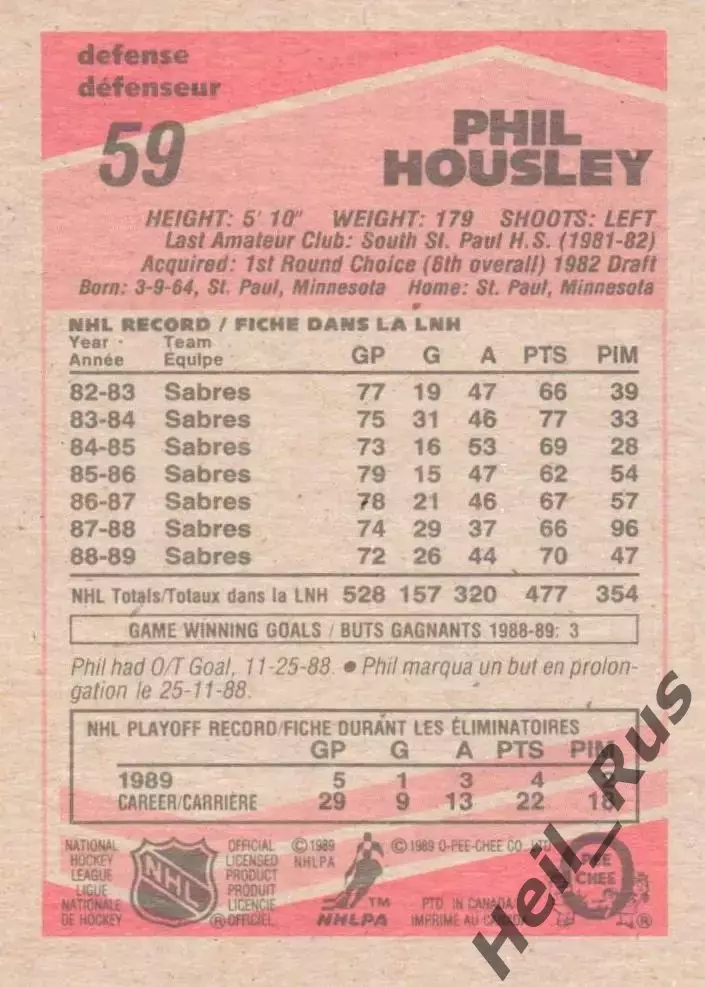 defense
défenseur
59
PHIL
HOUSLEY
HEIGHT: 5' 10" WEIGHT: 179 SHOOTS: LEFT
Last Amateur Club: South St. Paul H.S. (1981-82)
Acquired: 1st Round Choice (6th overall) 1982 Draft
Born: 3-9-64, St. Paul, Minnesota Home: St. Paul, Minnesota
NHL RECORD / FICHE DANS LA LNH
Year Team
Année Équipe GP G A PTS PIM
82-83 Sabres 77 19 47 66 39
83-84 Sabres 75 31 46 77 33
84-85 Sabres 73 16 53 69 28
85-86 Sabres 79 15 47 62 54
86-87 Sabres 78 21 46 67 57
87-88 Sabres 74 29 37 66 96
88-89 Sabres 72 26 44 70 47
NHL Totals/Totaux dans la LNH 528 157 320 477 354
GAME WINNING GOALS / BUTS GAGNANTS 1988-89: 3
Phil had O/T Goal, 11-25-88. • Phil marqua un but en prolon-
gation le 25-11-88.
NHL PLAYOFF RECORD/FICHE DURANT LES ÉLIMINATOIRES
GP G A PTS PIM
1989 5 1 3 4
CAREER/CARRIÈRE 29 9 13 22 18
NATIONAL
HOCKEY
LEAGUE
LIGUE
NATIONALE
DE HOCKEY
NHL
OFFICIAL
LICENSED
PRODUCT
PRODUIT
LICENCIÉ
® OFFICIEL
© 1989
NHLPA
TM
NHLPA
© 1989 O-PEE-CHEE CO. LTD.
PTD. IN CANADA
IMPRIMÉ AU CANADA
O
PEE
CHEE
®
Heil_Rus